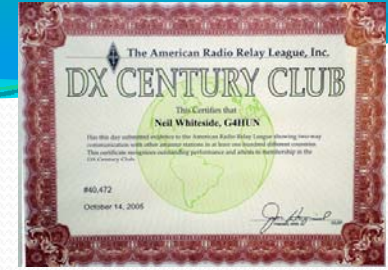 The American Radio Relay League, Inc.
DX CENTURY CLUB
This Certifies that
Neil Whiteside, G4HUN
Has this day submitted evidence to the American Radio Relay League showing two-way
communication with other amateur stations in at least one hundred different countries.
This certificate recognizes outstanding performance and attests to membership in the
DX Century Club.
#40,472
October 14, 2005